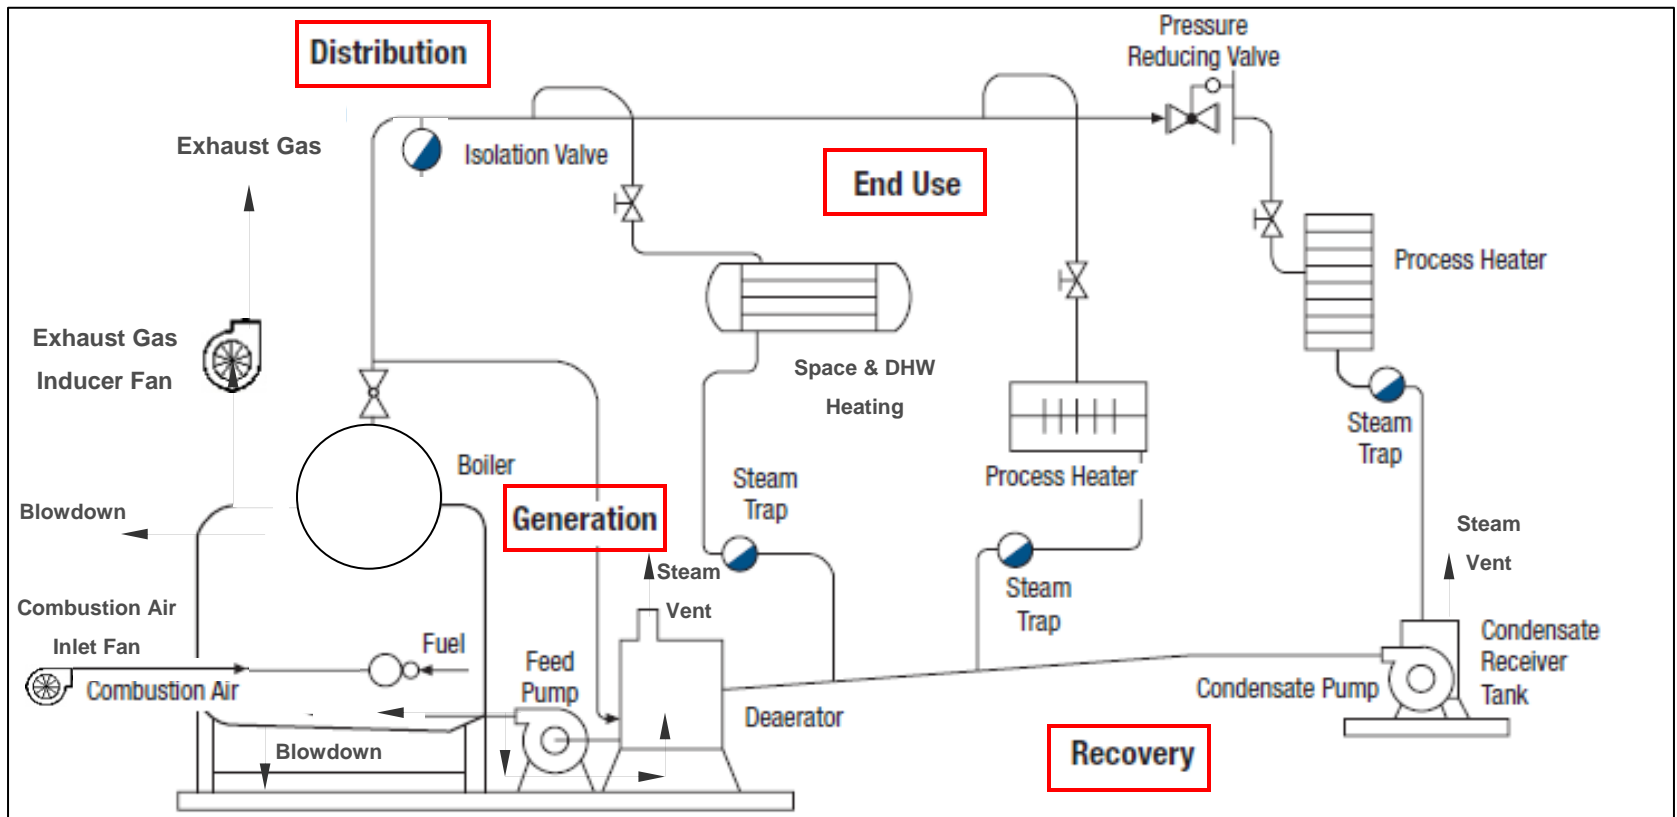 Pressure
Reducing Valve
Distribution
Exhaust Gas
Isolation Valve
End Use
Process Heater
Exhaust Gas
Inducer Fan
Space & DHW
Heating
Steam
Trap
Boiler
Steam
Trap
Process Heater
Blowdown
Generation
Steam
Vent
Steam
Vent
Steam
Trap
Combustion Air
Inlet Fan
Fuel
Feed
Pump
Combustion Air
Deaerator
Condensate Pump
Condensate
Receiver
Tank
Blowdown
Recovery